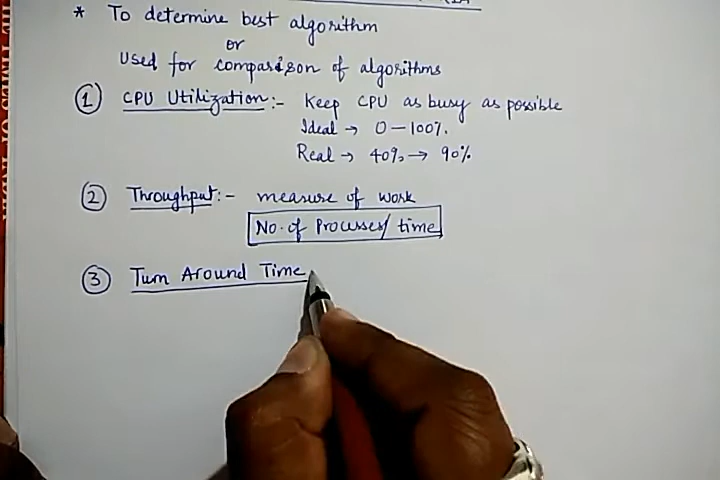 * To determine best algorithm
or
Used for comparison of algorithms
① CPU Utilization :- Keep CPU as busy as possible
Ideal → 0 – 100%.
Real → 40% → 90%
② Throughput :- measure of work
No. of Processes/ time
③ Turn Around Time